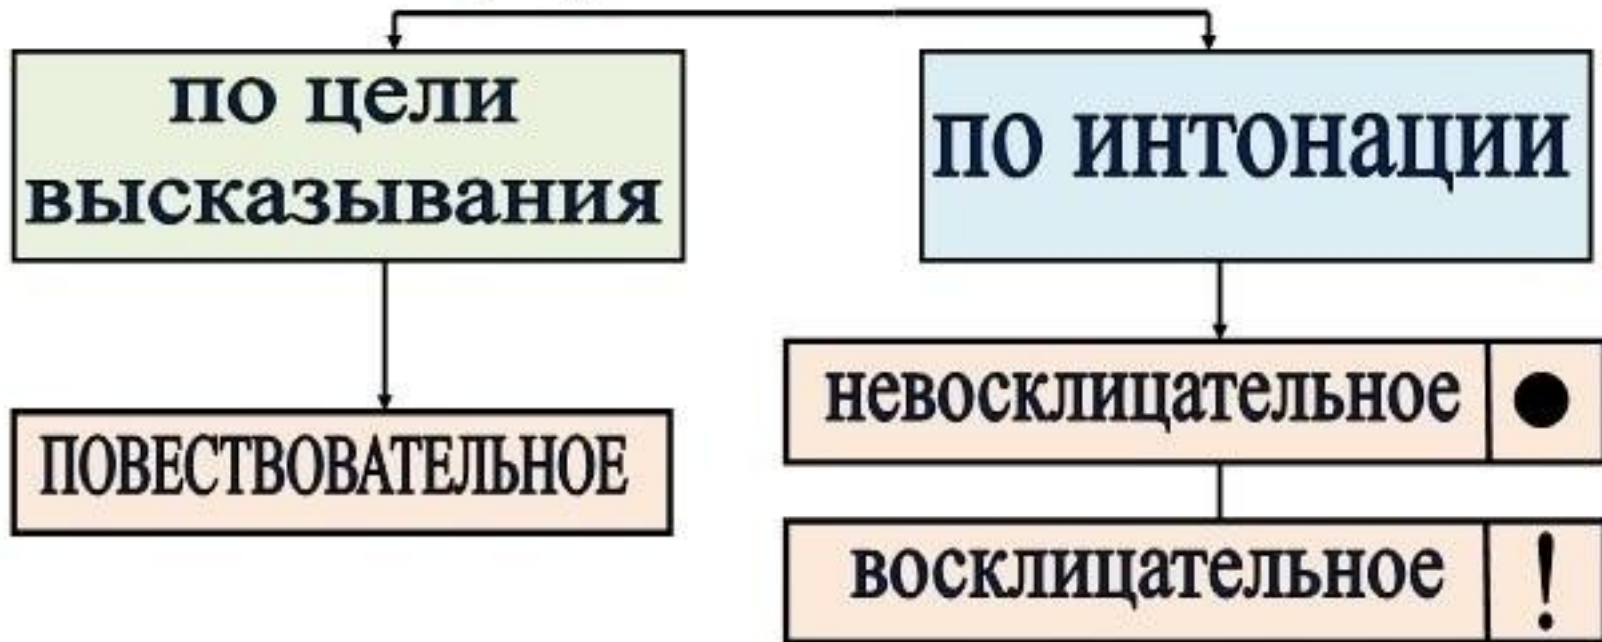 по цели
высказывания
по интонации
невосклицательное
ПОВЕСТВОВАТЕЛЬНОЕ
восклицательное !